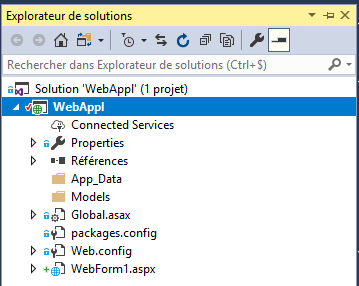 Explorateur de solutions
Rechercher dans Explorateur de solutions (Ctrl+$)
Solution 'WebAppl' (1 projet)
WebAppl
Connected Services
Properties
Références
App_Data
Models
Global.asax
packages.config
Web.config
WebForm1.aspx